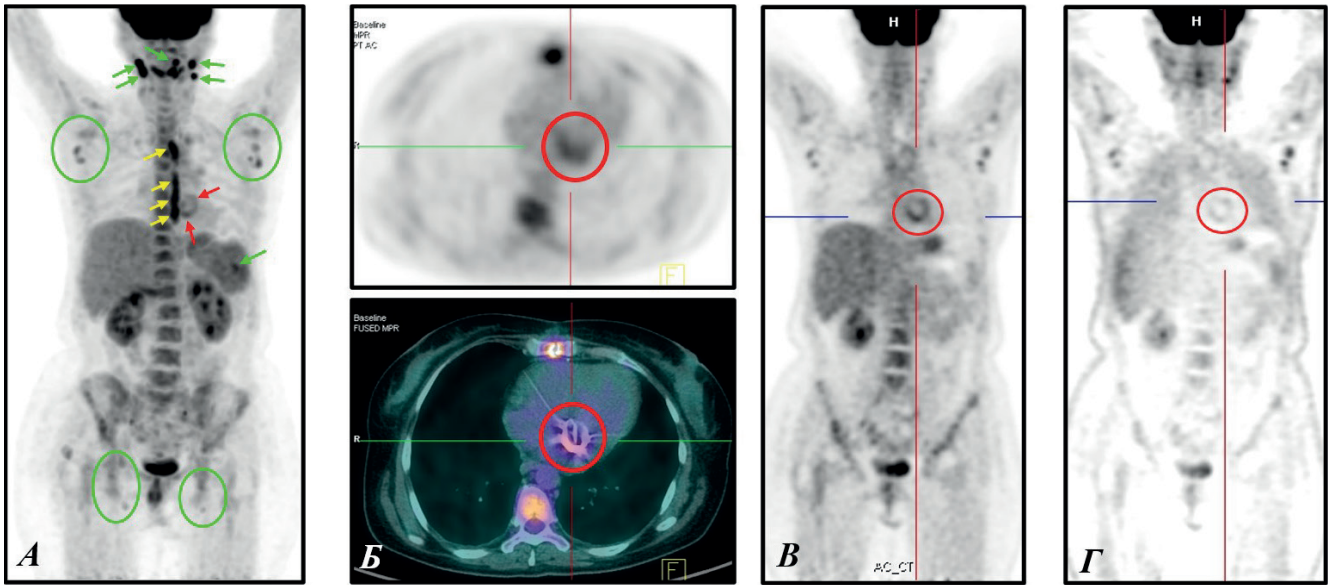 А
Baseline
MPR
PT AC
R
F
Б
Baseline
FUSED MPR
R
F
В
H
AC_CT
Г
H